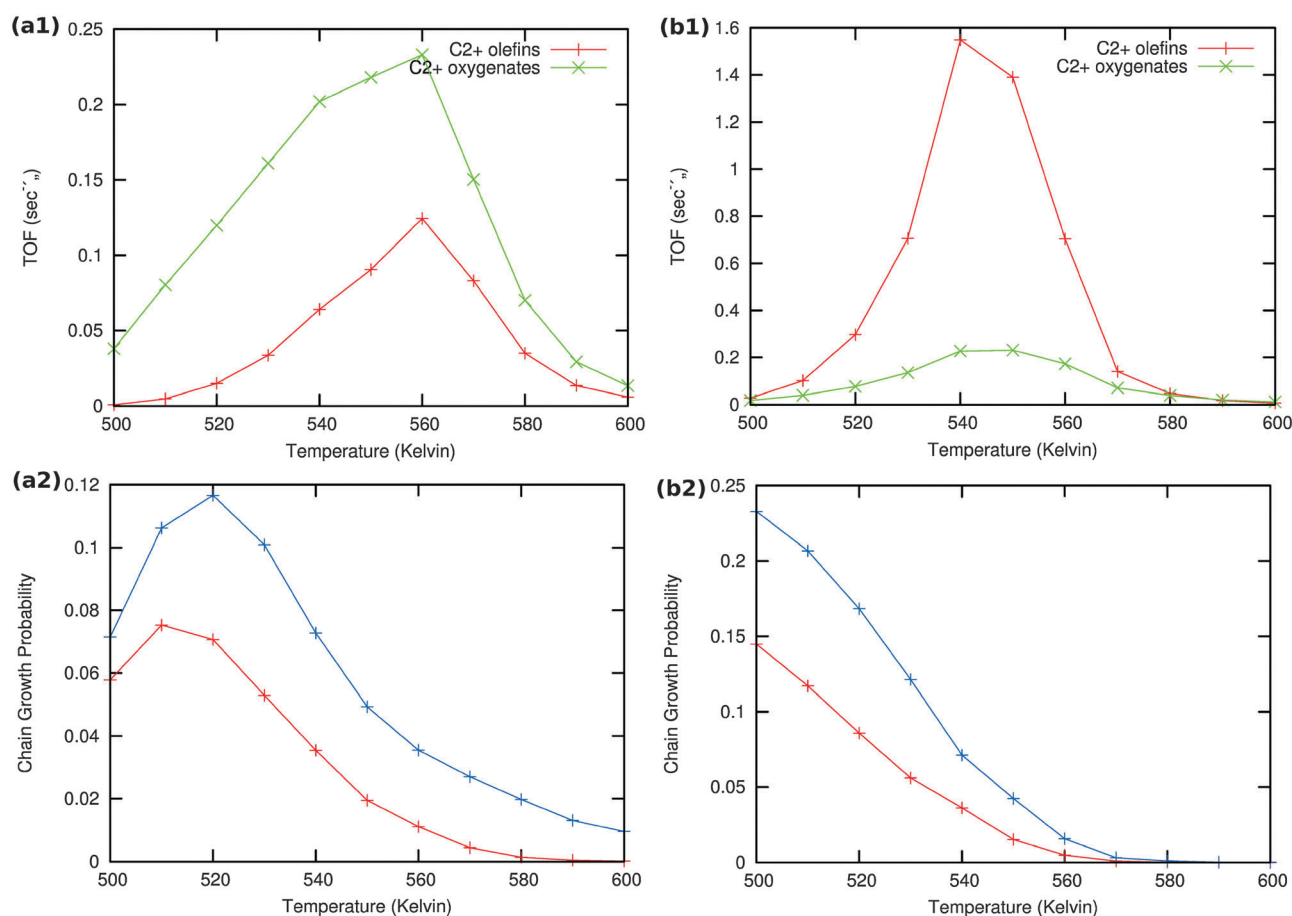 (a1)
0.25
0.2
0.15
0.1
0.05
0
TOF (sec⁻´„)
C2+ olefins
C2+ oxygenates
500 520 540 560 580 600
Temperature (Kelvin)
(b1)
1.6
1.4
1.2
1
0.8
0.6
0.4
0.2
0
TOF (sec⁻´„)
C2+ olefins
C2+ oxygenates
500 520 540 560 580 600
Temperature (Kelvin)
(a2)
0.12
0.1
0.08
0.06
0.04
0.02
0
Chain Growth Probability
500 520 540 560 580 600
Temperature (Kelvin)
(b2)
0.25
0.2
0.15
0.1
0.05
0
Chain Growth Probability
500 520 540 560 580 600
Temperature (Kelvin)